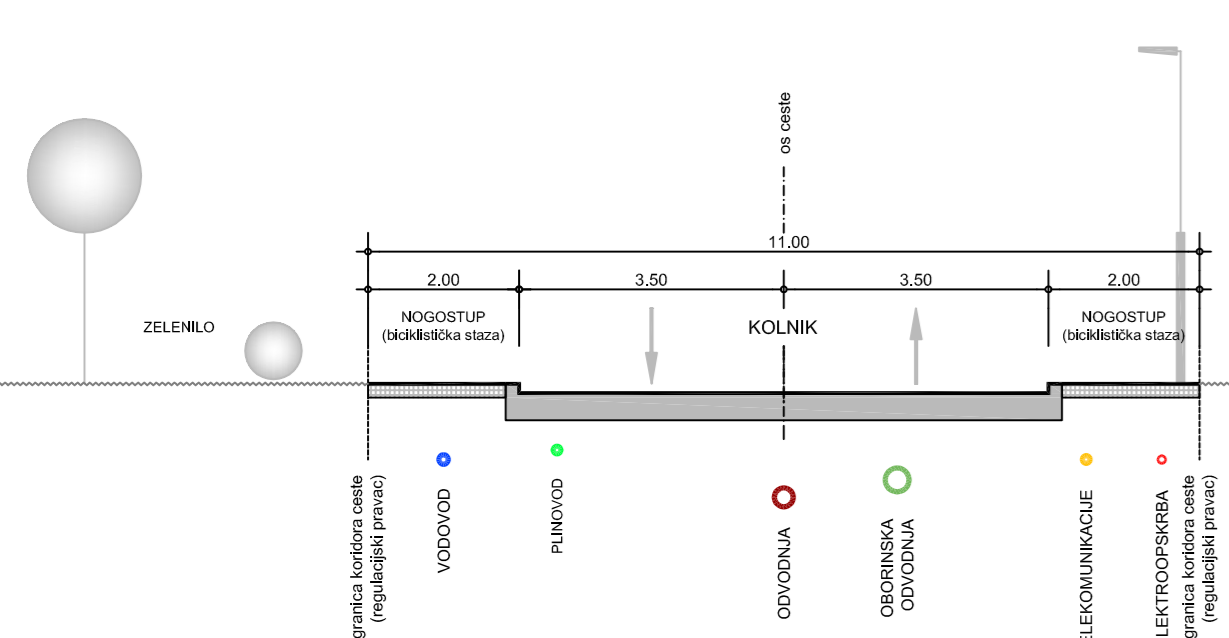 os ceste
11.00
2.00
3.50
3.50
2.00
ZELENILO
NOGOSTUP
(biciklistička staza)
KOLNIK
NOGOSTUP
(biciklistička staza)
granica koridora ceste
(regulacijski pravac)
VODOVOD
PLINOVOD
ODVODNJA
OBORINSKA
ODVODNJA
ELEKOMUNIKACIJE
LEKTROOPSKRBA
granica koridora ceste
(regulacijski pravac)